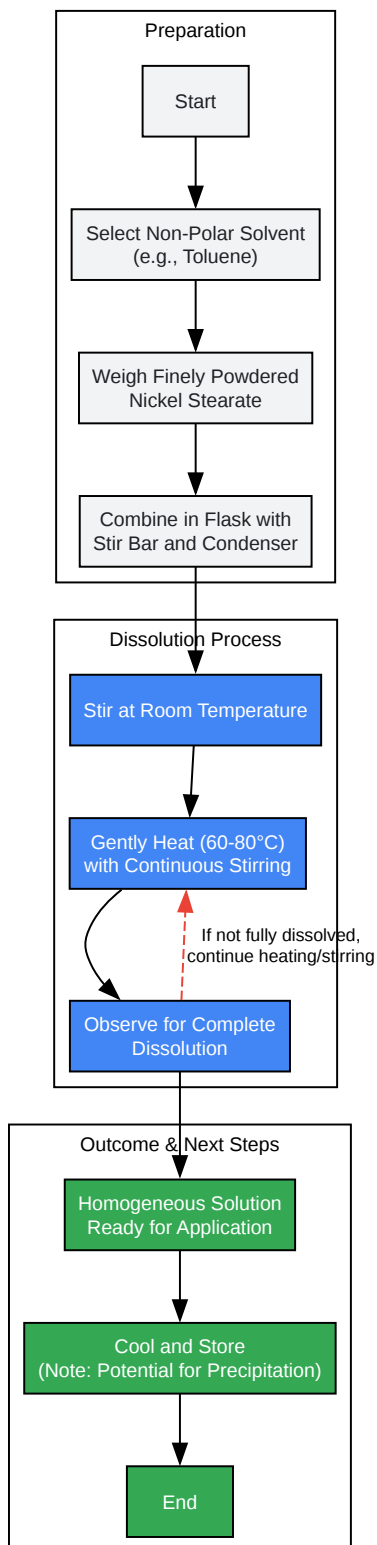 Preparation
Start
Select Non-Polar Solvent
(e.g., Toluene)
Weigh Finely Powdered
Nickel Stearate
Combine in Flask with
Stir Bar and Condenser
Dissolution Process
Stir at Room Temperature
Gently Heat (60-80°C)
with Continuous Stirring
If not fully dissolved,
continue heating/stirring
Observe for Complete
Dissolution
Outcome & Next Steps
Homogeneous Solution
Ready for Application
Cool and Store
(Note: Potential for Precipitation)
End